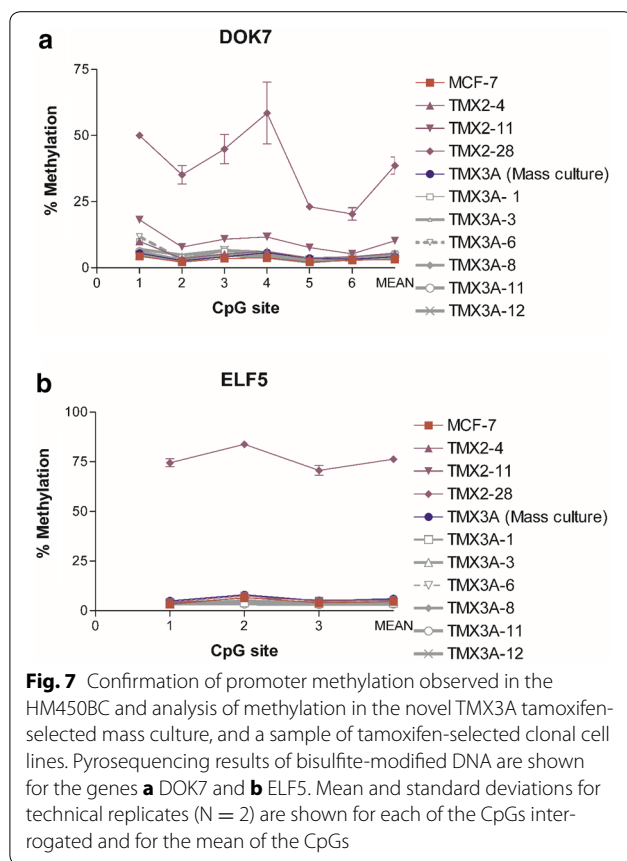 a
DOK7
75
50
25
0
% Methylation
0 1 2 3 4 5 6 MEAN
CpG site
MCF-7
TMX2-4
TMX2-11
TMX2-28
TMX3A (Mass culture)
TMX3A- 1
TMX3A-3
TMX3A-6
TMX3A-8
TMX3A-11
TMX3A-12
b
ELF5
100
75
50
25
0
% Methylation
0 1 2 3 MEAN
CpG site
MCF-7
TMX2-4
TMX2-11
TMX2-28
TMX3A (Mass culture)
TMX3A-1
TMX3A-3
TMX3A-6
TMX3A-8
TMX3A-11
TMX3A-12
Fig. 7 Confirmation of promoter methylation observed in the
HM450BC and analysis of methylation in the novel TMX3A tamoxifen-
selected mass culture, and a sample of tamoxifen-selected clonal cell
lines. Pyrosequencing results of bisulfite-modified DNA are shown
for the genes a DOK7 and b ELF5. Mean and standard deviations for
technical replicates (N = 2) are shown for each of the CpGs inter-
rogated and for the mean of the CpGs